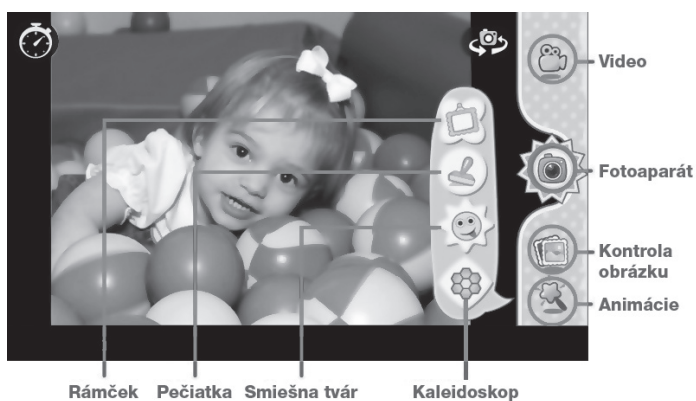 Video
Fotoaparát
Kontrola
obrázku
Animácie
Rámček Pečiatka Smiešna tvár Kaleidoskop